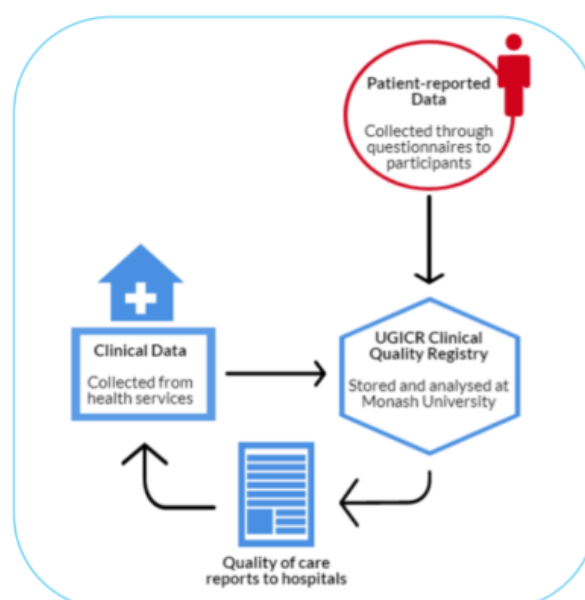 Patient-reported
Data
Collected through
questionnaires to
participants
Clinical Data
Collected from
health services
UGICR Clinical
Quality Registry
Stored and analysed at
Monash University
Quality of care
reports to hospitals